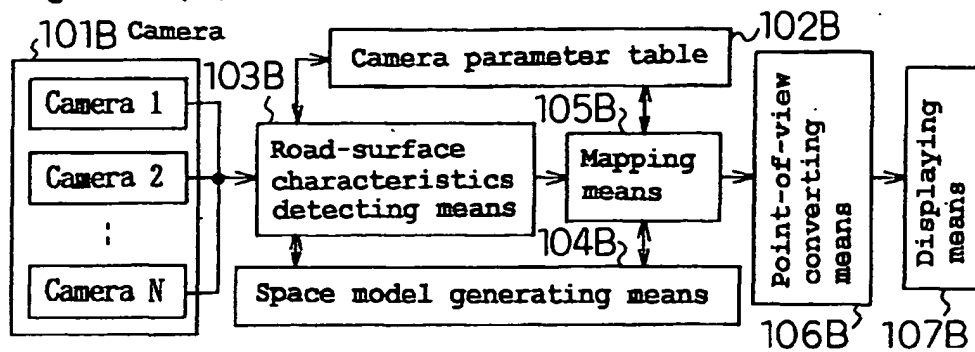 101B Camera
Camera 1
Camera 2
Camera N
103B
Road-surface
characteristics
detecting means
Camera parameter table
102B
105B
Mapping
means
104B
Space model generating means
Point-of-view
converting
means
106B
Displaying
means
107B